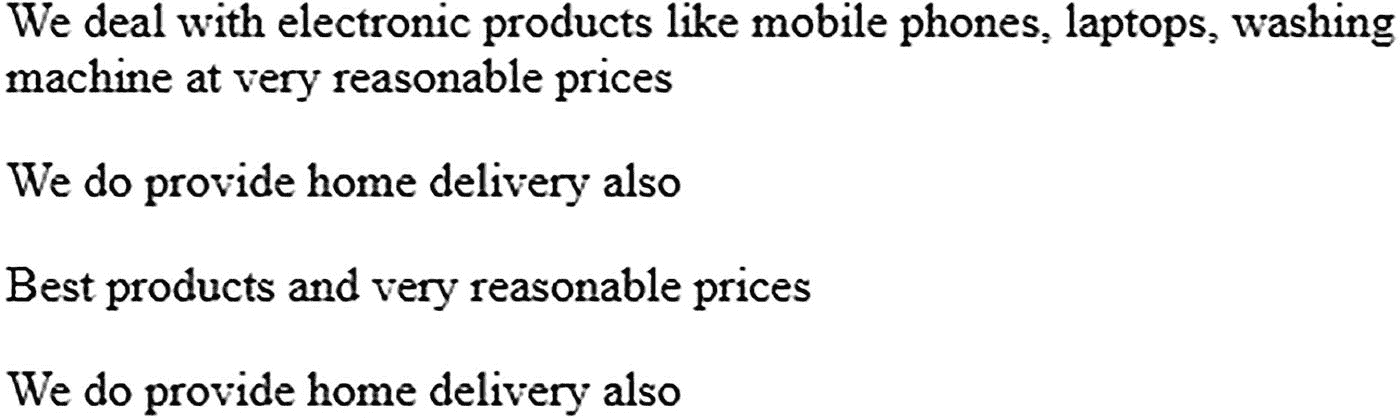 We deal with electronic products like mobile phones, laptops, washing
machine at very reasonable prices
We do provide home delivery also
Best products and very reasonable prices
We do provide home delivery also